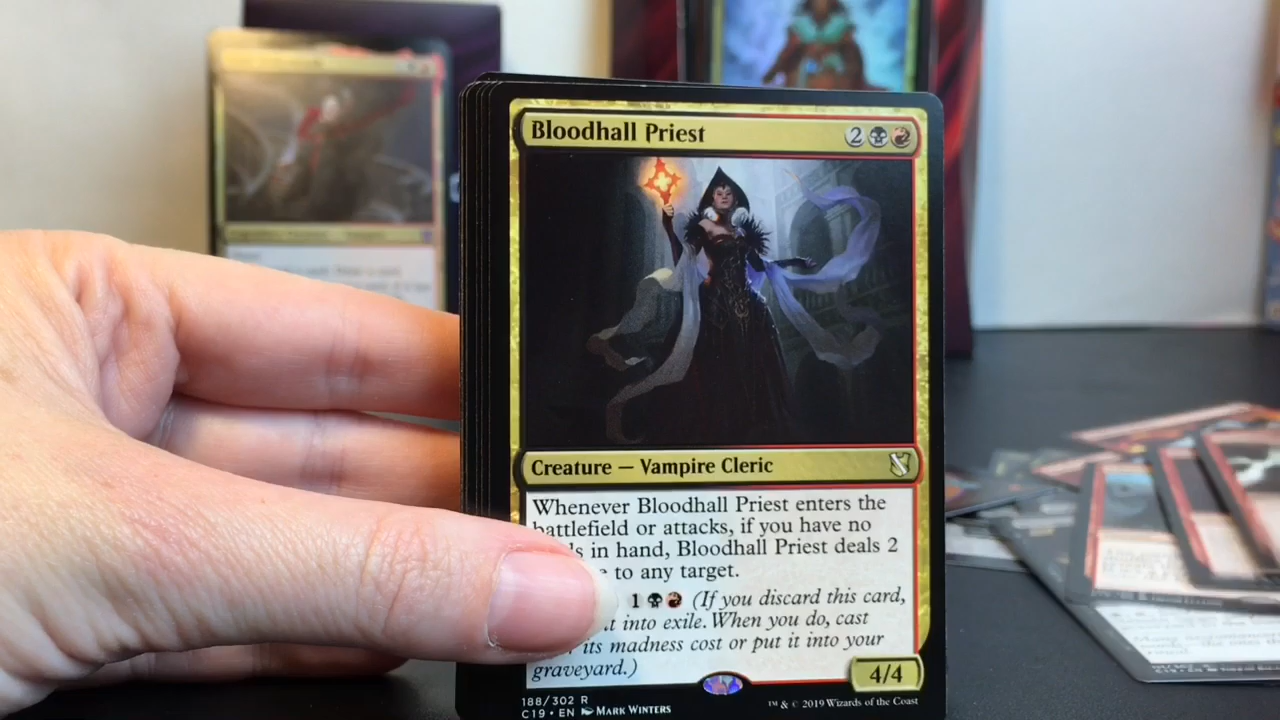 Bloodhall Priest 2
Creature — Vampire Cleric
Whenever Bloodhall Priest enters the
battlefield or attacks, if you have no
in hand, Bloodhall Priest deals 2
to any target.
1 (If you discard this card,
into exile. When you do, cast
its madness cost or put it into your
graveyard.)
4/4
188/302 R
C19 • EN MARK WINTERS
™ & © 2019 Wizards of the Coast